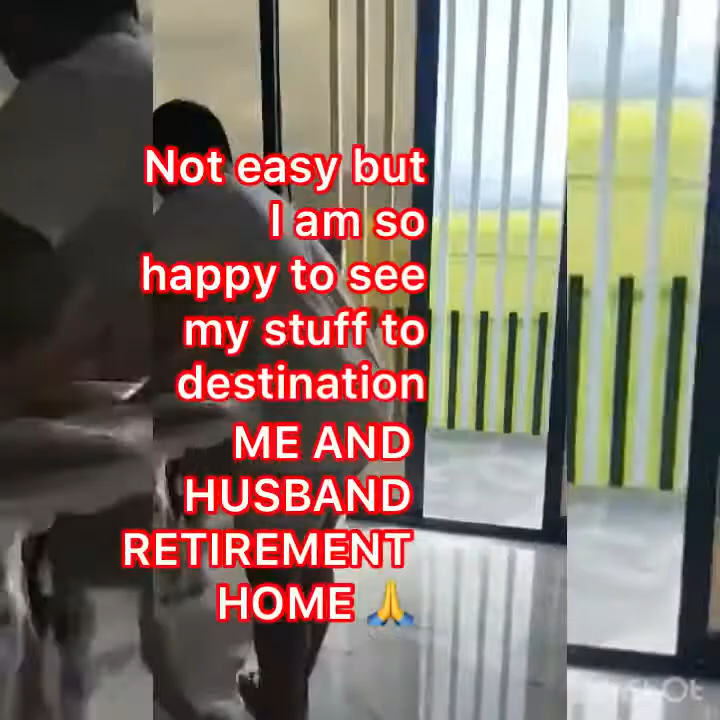 Not easy but
I am so
happy to see
my stuff to
destination
ME AND
HUSBAND
RETIREMENT
HOME 🙏